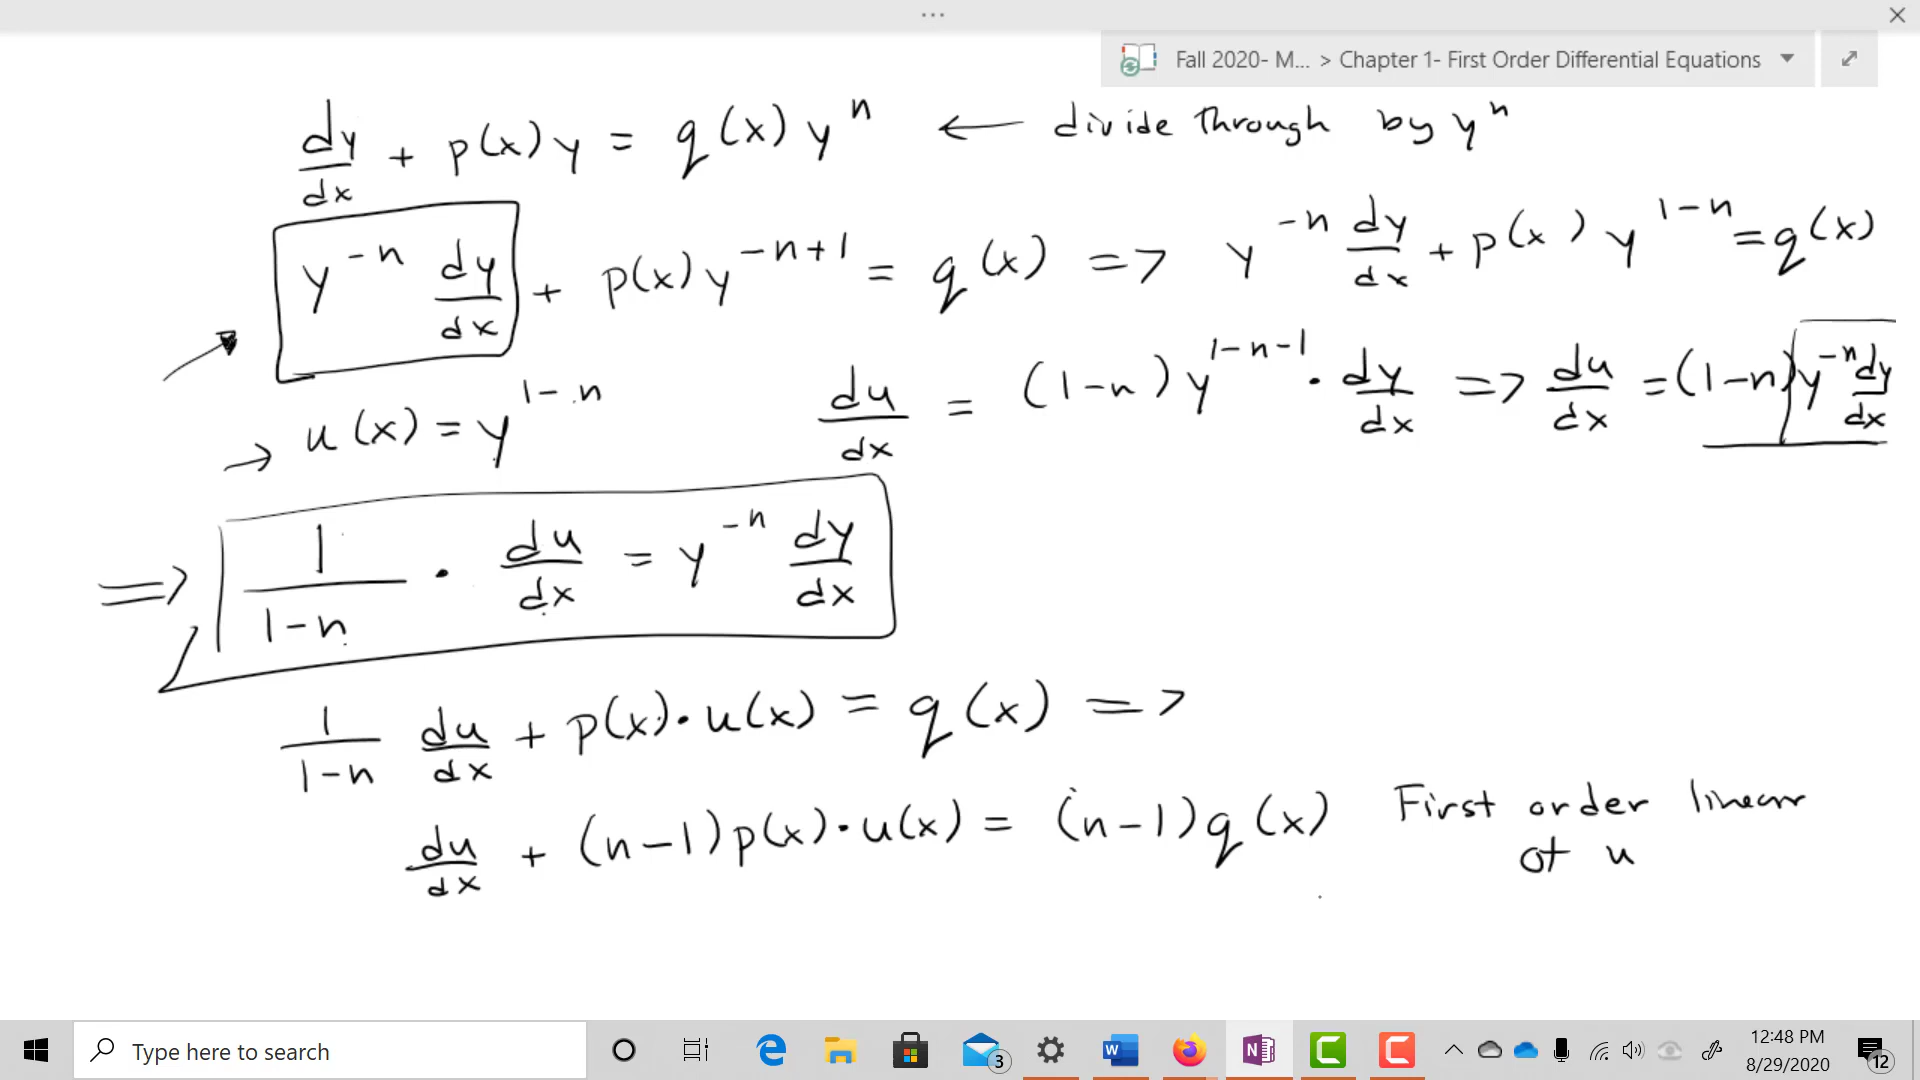 Fall 2020- M... > Chapter 1- First Order Differential Equations
dy/dx + p(x)y = q(x)y^n ← divide through by y^n
y^-n dy/dx + p(x)y^-n+1 = q(x) => y^-n dy/dx + p(x)y^1-n = q(x)
→ u(x) = y^1-n
du/dx = (1-n)y^1-n-1 · dy/dx => du/dx = (1-n)y^-n dy/dx
=> 1/1-n · du/dx = y^-n dy/dx
1/1-n du/dx + p(x)·u(x) = q(x) =>
du/dx + (n-1)p(x)·u(x) = (n-1)q(x) First order linear
of u
Type here to search
3
12:48 PM
8/29/2020
12